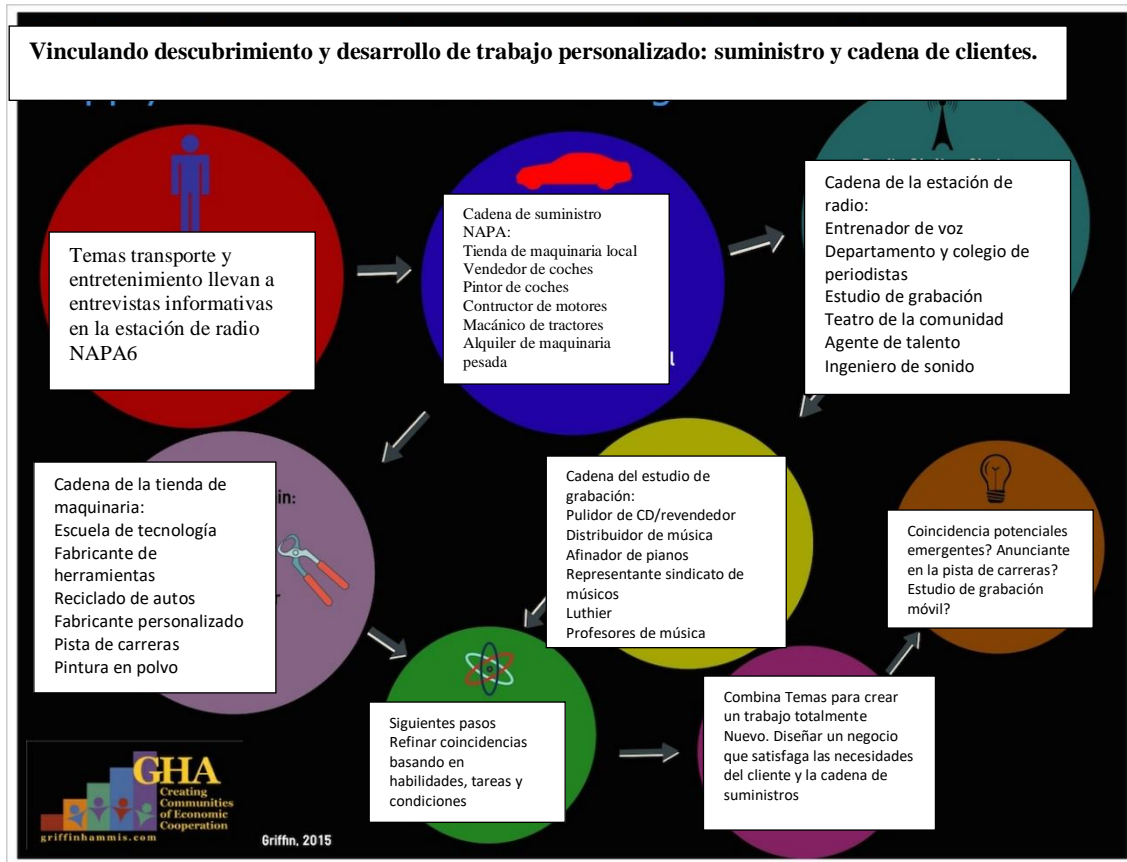 Vinculando descubrimiento y desarrollo de trabajo personalizado: suministro y cadena de clientes.
Temas transporte y
entretenimiento llevan a
entrevistas informativas
en la estación de radio
NAPA6
Cadena de suministro
NAPA:
Tienda de maquinaria local
Vendedor de coches
Pintor de coches
Contructor de motores
Macánico de tractores
Alquiler de maquinaria
pesada
Cadena de la estación de
radio:
Entrenador de voz
Departamento y colegio de
periodistas
Estudio de grabación
Teatro de la comunidad
Agente de talento
Ingeniero de sonido
Cadena de la tienda de
maquinaria:
Escuela de tecnología
Fabricante de
herramientas
Reciclado de autos
Fabricante personalizado
Pista de carreras
Pintura en polvo
in:
Cadena del estudio de
grabación:
Pulidor de CD/revendedor
Distribuidor de música
Afinador de pianos
Representante sindicato de
músicos
Luthier
Profesores de música
Coincidencia potenciales
emergentes? Anunciante
en la pista de carreras?
Estudio de grabación
móvil?
Siguientes pasos
Refinar coincidencias
basando en
habilidades, tareas y
condiciones
Combina Temas para crear
un trabajo totalmente
Nuevo. Diseñar un negocio
que satisfaga las necesidades
del cliente y la cadena de
suministros
GHA
Creating
Communities
of Economic
Cooperation
griffinhammis.com
Griffin, 2015